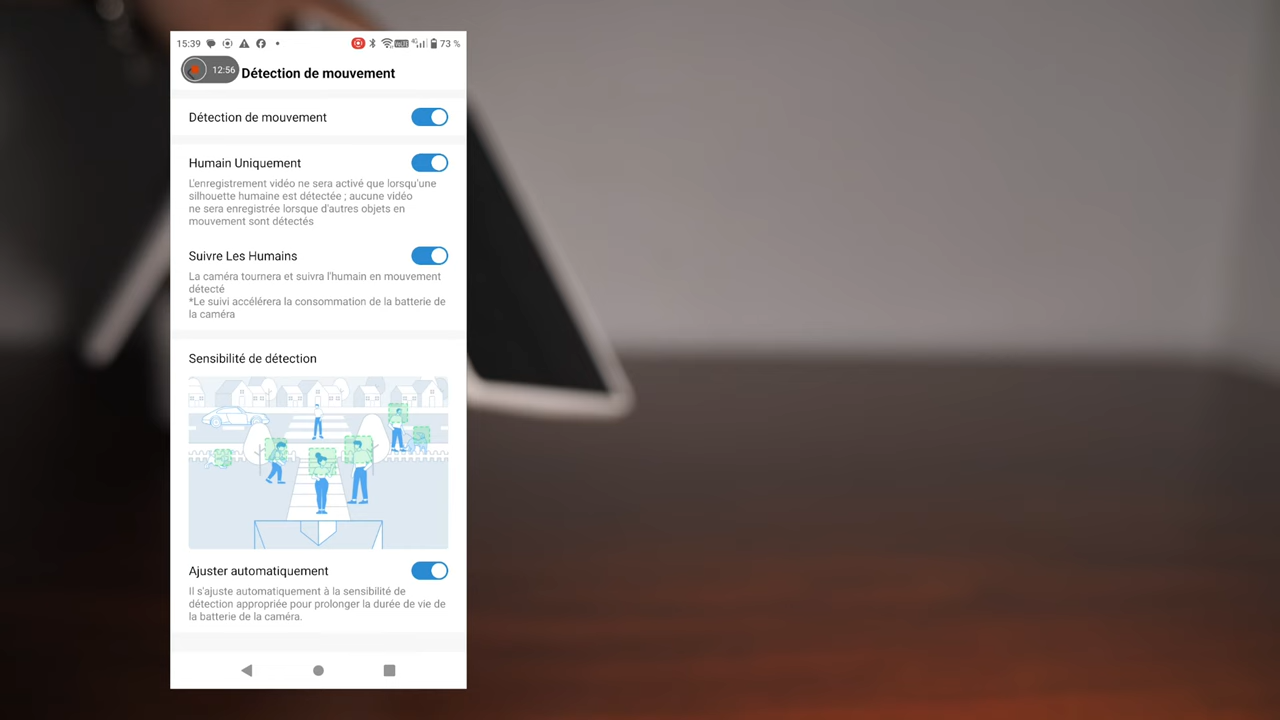 15:39 73 %
12:56 Détection de mouvement
Détection de mouvement
Humain Uniquement
L'enregistrement vidéo ne sera activé que lorsqu'une
silhouette humaine est détectée ; aucune vidéo
ne sera enregistrée lorsque d'autres objets en
mouvement sont détectés
Suivre Les Humains
La caméra tournera et suivra l'humain en mouvement
détecté
*Le suivi accélérera la consommation de la batterie de
la caméra
Sensibilité de détection
Ajuster automatiquement
Il s'ajuste automatiquement à la sensibilité de
détection appropriée pour prolonger la durée de vie de
la batterie de la caméra.